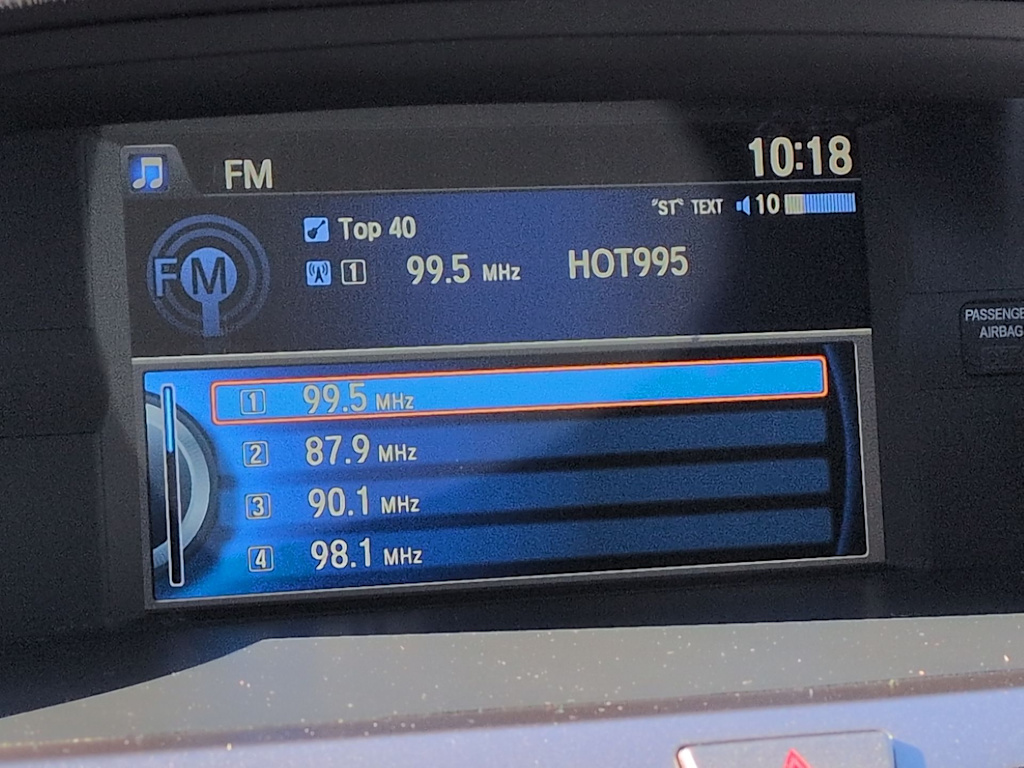 FM 10:18
"ST" TEXT 10
Top 40
FM 1 99.5 MHz HOT995
1 99.5 MHz
2 87.9 MHz
3 90.1 MHz
4 98.1 MHz
PASSENGE
AIRBAG